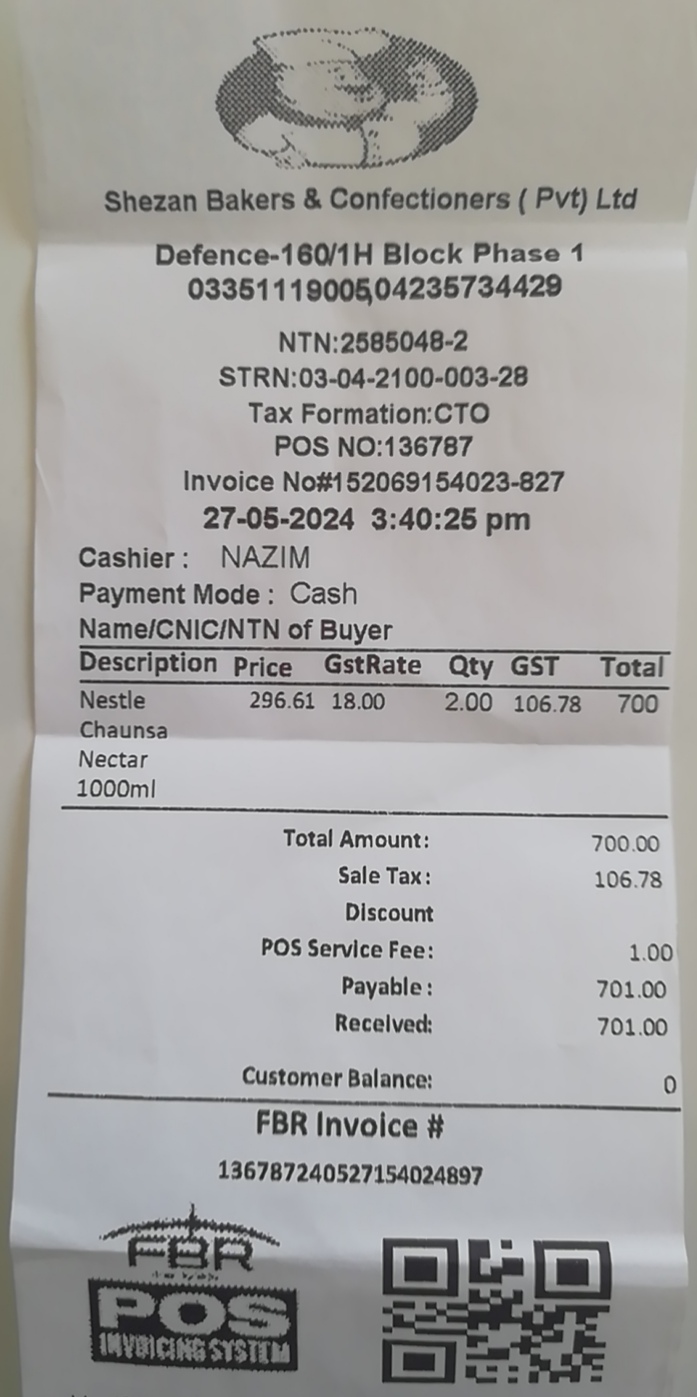 Shezan Bakers & Confectioners ( Pvt) Ltd
Defence-160/1H Block Phase 1
03351119005,04235734429
NTN:2585048-2
STRN:03-04-2100-003-28
Tax Formation:CTO
POS NO:136787
Invoice No#152069154023-827
27-05-2024 3:40:25 pm
Cashier : NAZIM
Payment Mode : Cash
Name/CNIC/NTN of Buyer
Description Price GstRate Qty GST Total
Nestle 296.61 18.00 2.00 106.78 700
Chaunsa
Nectar
1000ml
Total Amount: 700.00
Sale Tax: 106.78
Discount
POS Service Fee: 1.00
Payable : 701.00
Received: 701.00
Customer Balance: 0
FBR Invoice #
136787240527154024897
FBR
POS
INVOICING SYSTEM